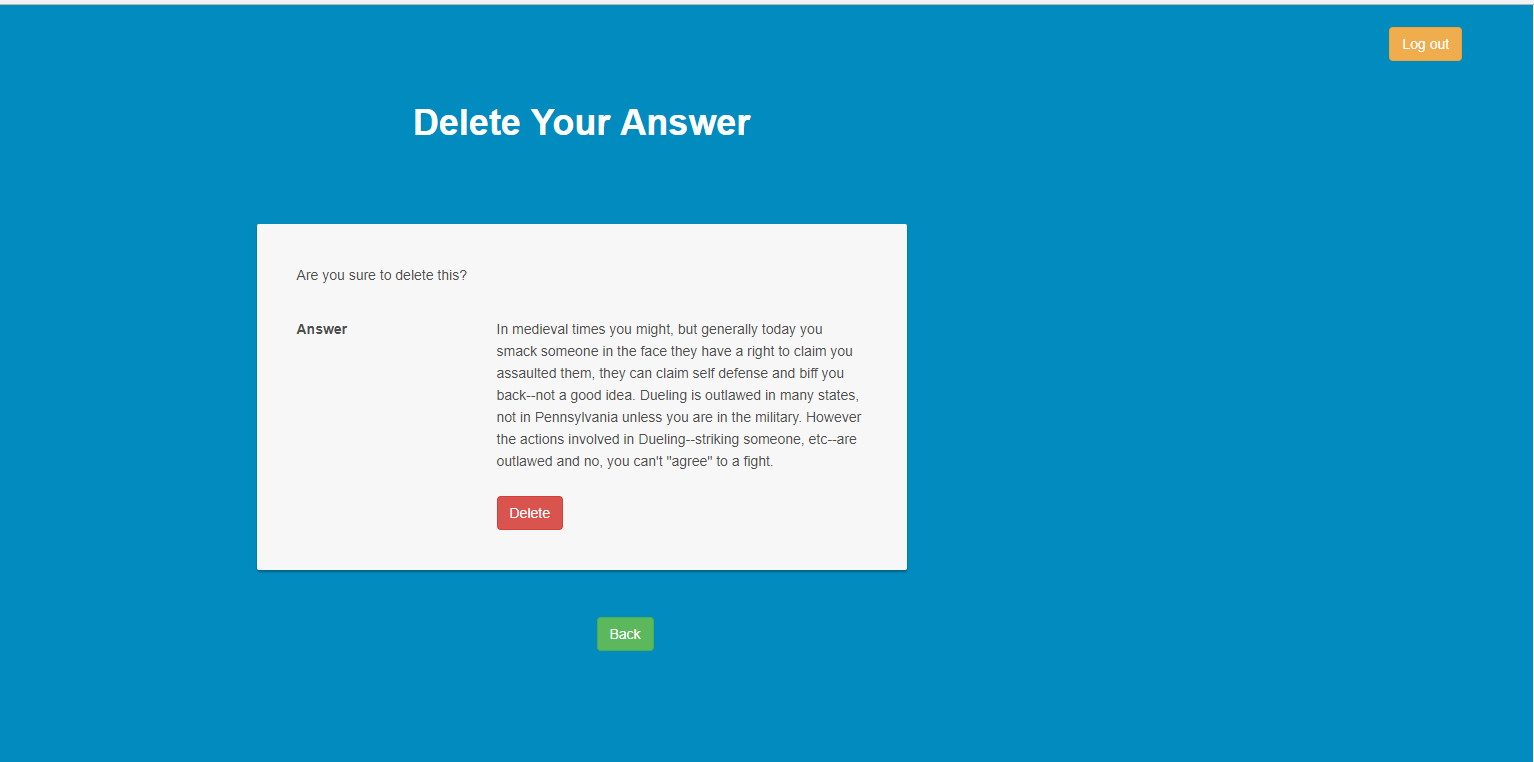 Log out
Delete Your Answer
Are you sure to delete this?
Answer
In medieval times you might, but generally today you
smack someone in the face they have a right to claim you
assaulted them, they can claim self defense and biff you
back--not a good idea. Dueling is outlawed in many states,
not in Pennsylvania unless you are in the military. However
the actions involved in Dueling--striking someone, etc--are
outlawed and no, you can't "agree" to a fight.
Delete
Back